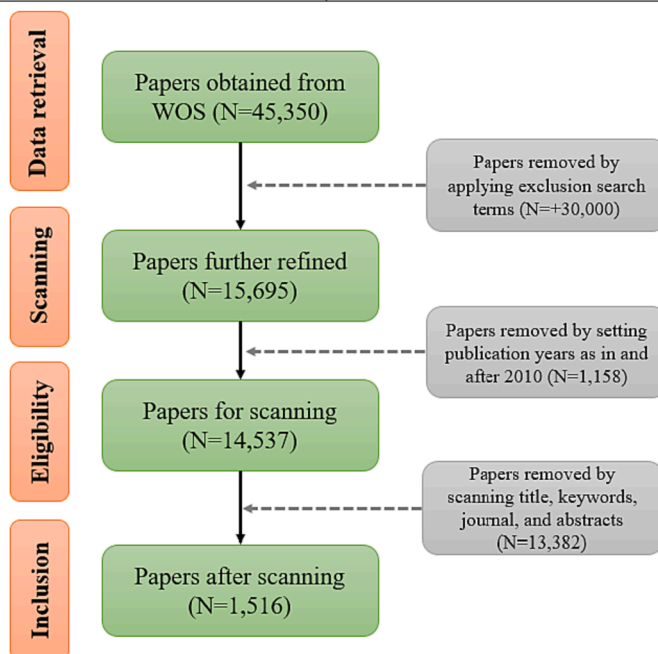 Data retrieval
Papers obtained from
WOS (N=45,350)
Papers removed by
applying exclusion search
terms (N=+30,000)
Scanning
Papers further refined
(N=15,695)
Papers removed by setting
publication years as in and
after 2010 (N=1,158)
Eligibility
Papers for scanning
(N=14,537)
Papers removed by
scanning title, keywords,
journal, and abstracts
(N=13,382)
Inclusion
Papers after scanning
(N=1,516)